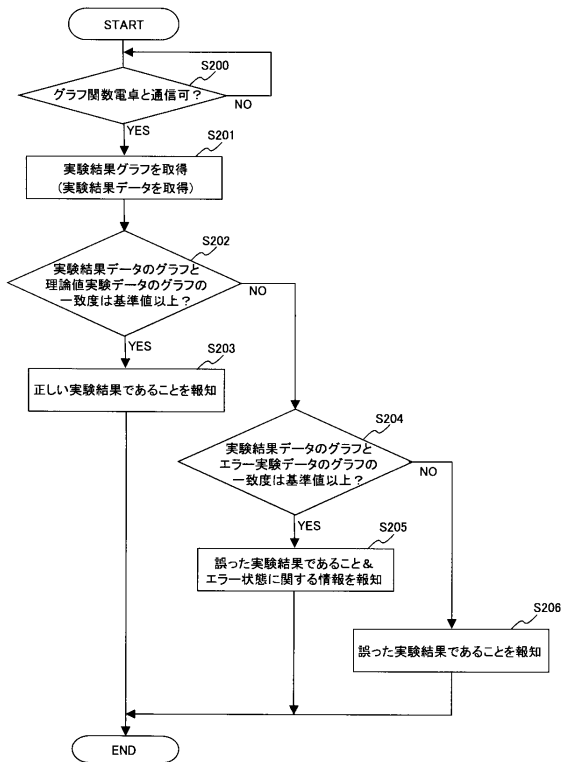 START
S200
グラフ関数電卓と通信可？
NO
YES
S201
実験結果グラフを取得
(実験結果データを取得)
S202
実験結果データのグラフと
理論値実験データのグラフの
一致度は基準値以上？
NO
YES
S203
正しい実験結果であることを報知
S204
実験結果データのグラフと
エラー実験データのグラフの
一致度は基準値以上？
NO
YES
S205
誤った実験結果であること＆
エラー状態に関する情報を報知
S206
誤った実験結果であることを報知
END